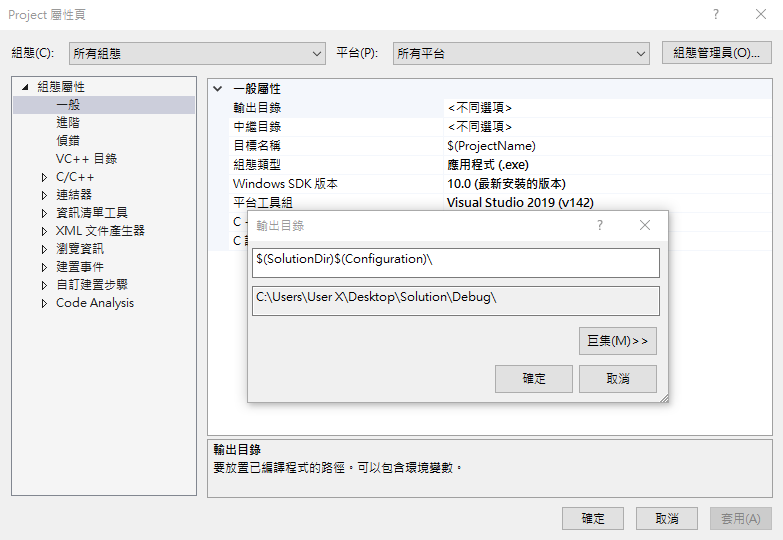 Project 屬性頁
組態(C): 所有組態 平台(P): 所有平台 組態管理員(O)...
組態屬性
一般
進階
偵錯
VC++ 目錄
C/C++
連結器
資訊清單工具
XML 文件產生器
瀏覽資訊
建置事件
自訂建置步驟
Code Analysis
一般屬性
輸出目錄 <不同選項>
中繼目錄 <不同選項>
目標名稱 $(ProjectName)
組態類型 應用程式 (.exe)
Windows SDK 版本 10.0 (最新安裝的版本)
平台工具組 Visual Studio 2019 (v142)
C
C
輸出目錄
$(SolutionDir)$(Configuration)\
C:\Users\User X\Desktop\Solution\Debug\
巨集(M)>>
確定 取消
輸出目錄
要放置已編譯程式的路徑。可以包含環境變數。
確定 取消 套用(A)